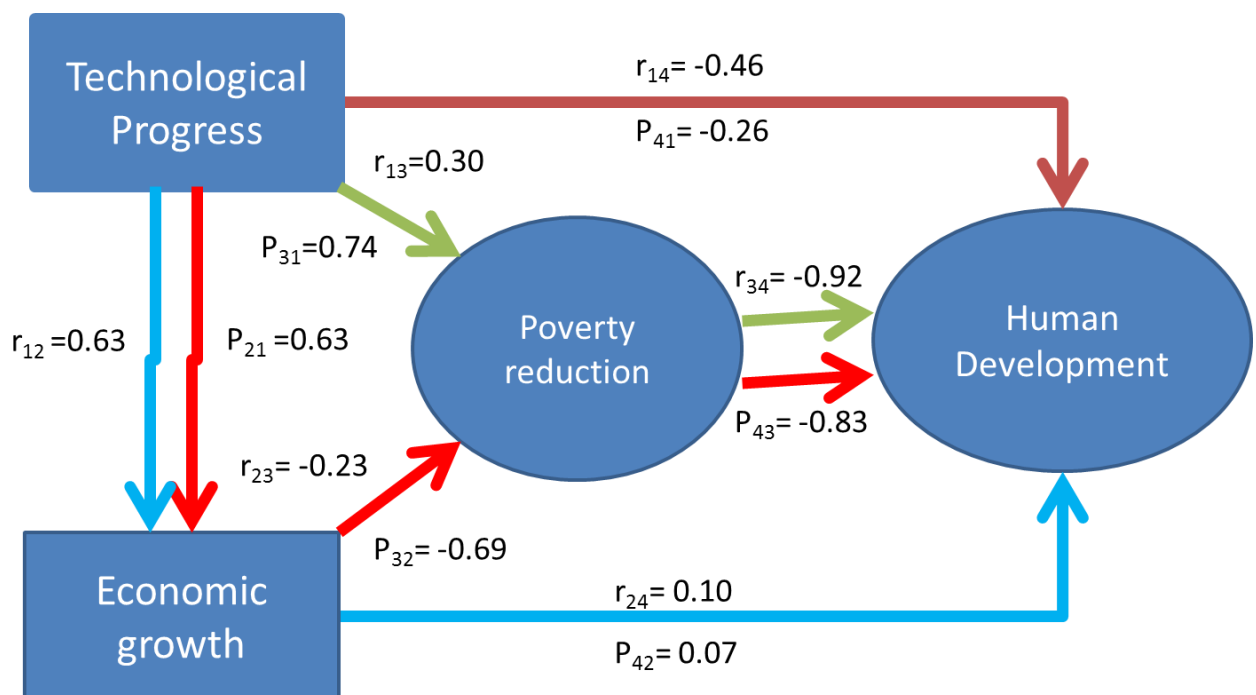 Technological
Progress
r14= -0.46
P41= -0.26
r13=0.30
P31=0.74
r34= -0.92
Poverty
reduction
Human
Development
r12 =0.63
P21 =0.63
P43= -0.83
r23= -0.23
P32= -0.69
Economic
growth
r24= 0.10
P42= 0.07